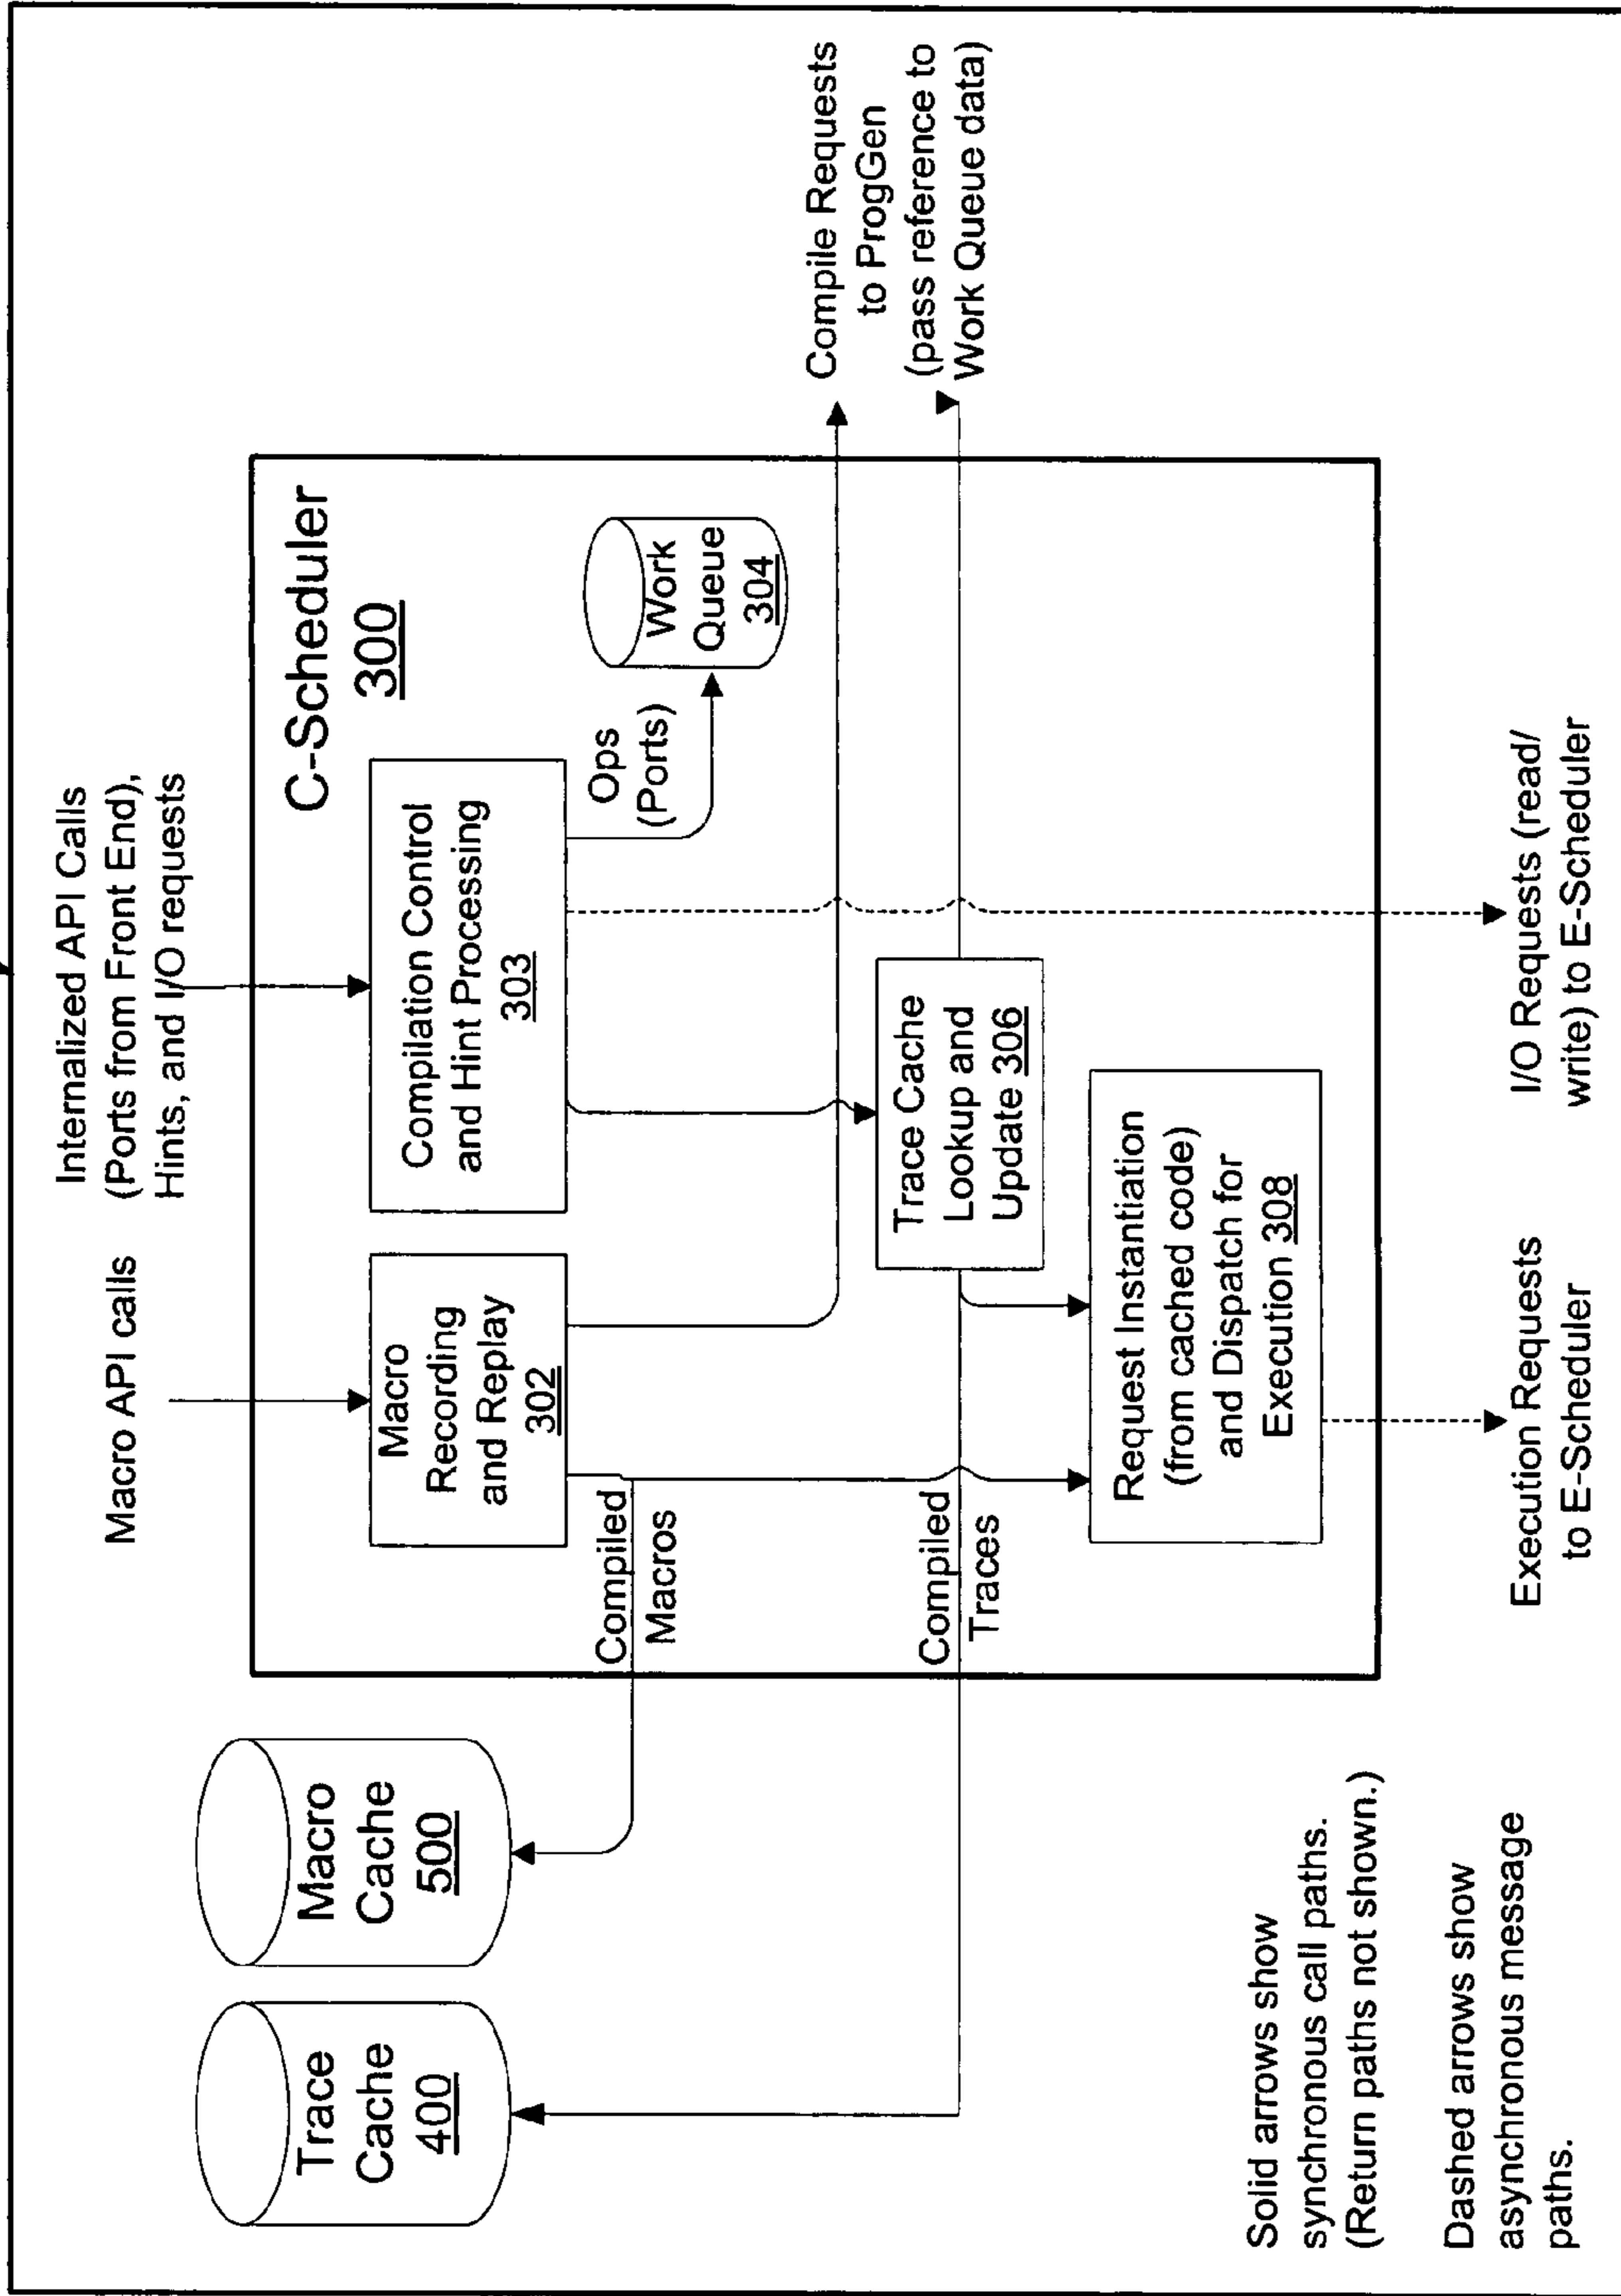 Macro API calls
Internalized API Calls
(Ports from Front End),
Hints, and I/O requests
Trace
Cache
400
Macro
Cache
500
C-Scheduler
300
Macro
Recording
and Replay
302
Compilation Control
and Hint Processing
303
Ops
(Ports)
Work
Queue
304
Compiled
Macros
Compile Requests
to ProgGen
(pass reference to
Work Queue data)
Trace Cache
Lookup and
Update 306
Compiled
Traces
Request Instantiation
(from cached code)
and Dispatch for
Execution 308
Execution Requests
to E-Scheduler
I/O Requests (read/
write) to E-Scheduler
Solid arrows show
synchronous call paths.
(Return paths not shown.)
Dashed arrows show
asynchronous message
paths.